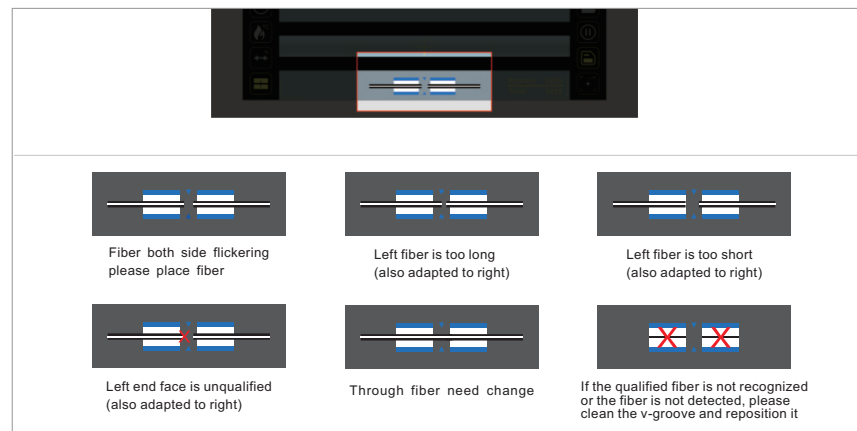 Fiber both side flickering
please place fiber
Left fiber is too long
(also adapted to right)
Left fiber is too short
(also adapted to right)
Left end face is unqualified
(also adapted to right)
Through fiber need change
If the qualified fiber is not recognized
or the fiber is not detected, please
clean the v-groove and reposition it